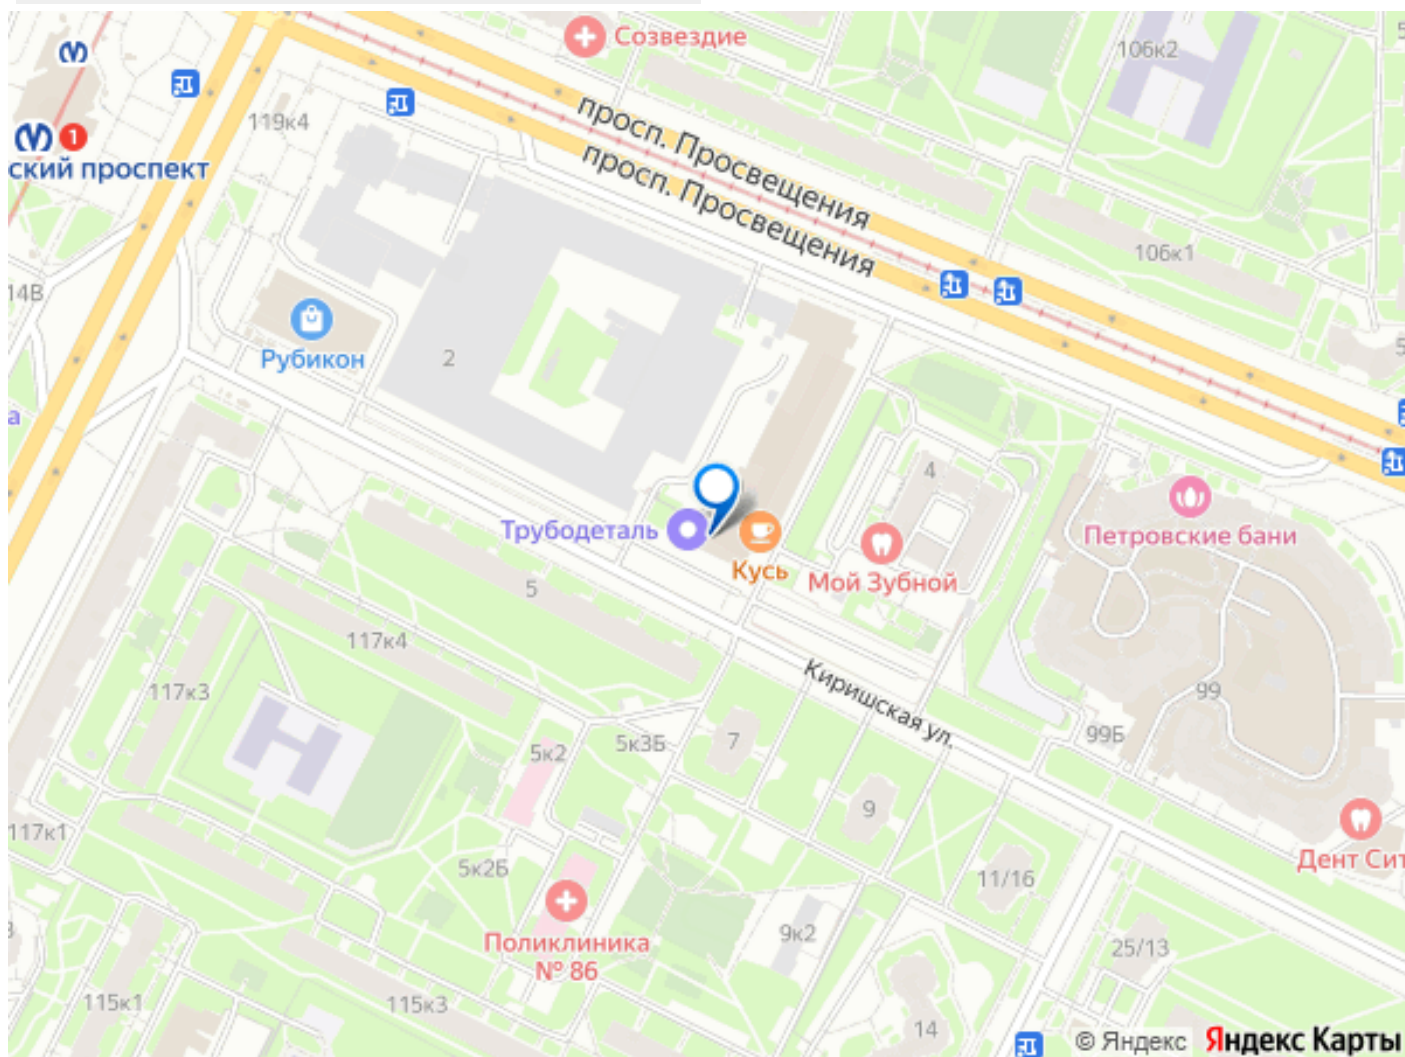 Созвездие
106к2
119к4
1
ский проспект
просп. Просвещения
просп. Просвещения
106к1
14В
Рубикон
2
а
4
Петровские бани
Трубодеталь
Кусь
Мой Зубной
5
117к4
117к3
Киришская ул.
99
99Б
5к2
5к3Б
7
9
117к1
5к2Б
11/16
Дент Сит
Поликлиника
№ 86
9к2
25/13
115к1
115к3
14
© Яндекс
Яндекс Карты